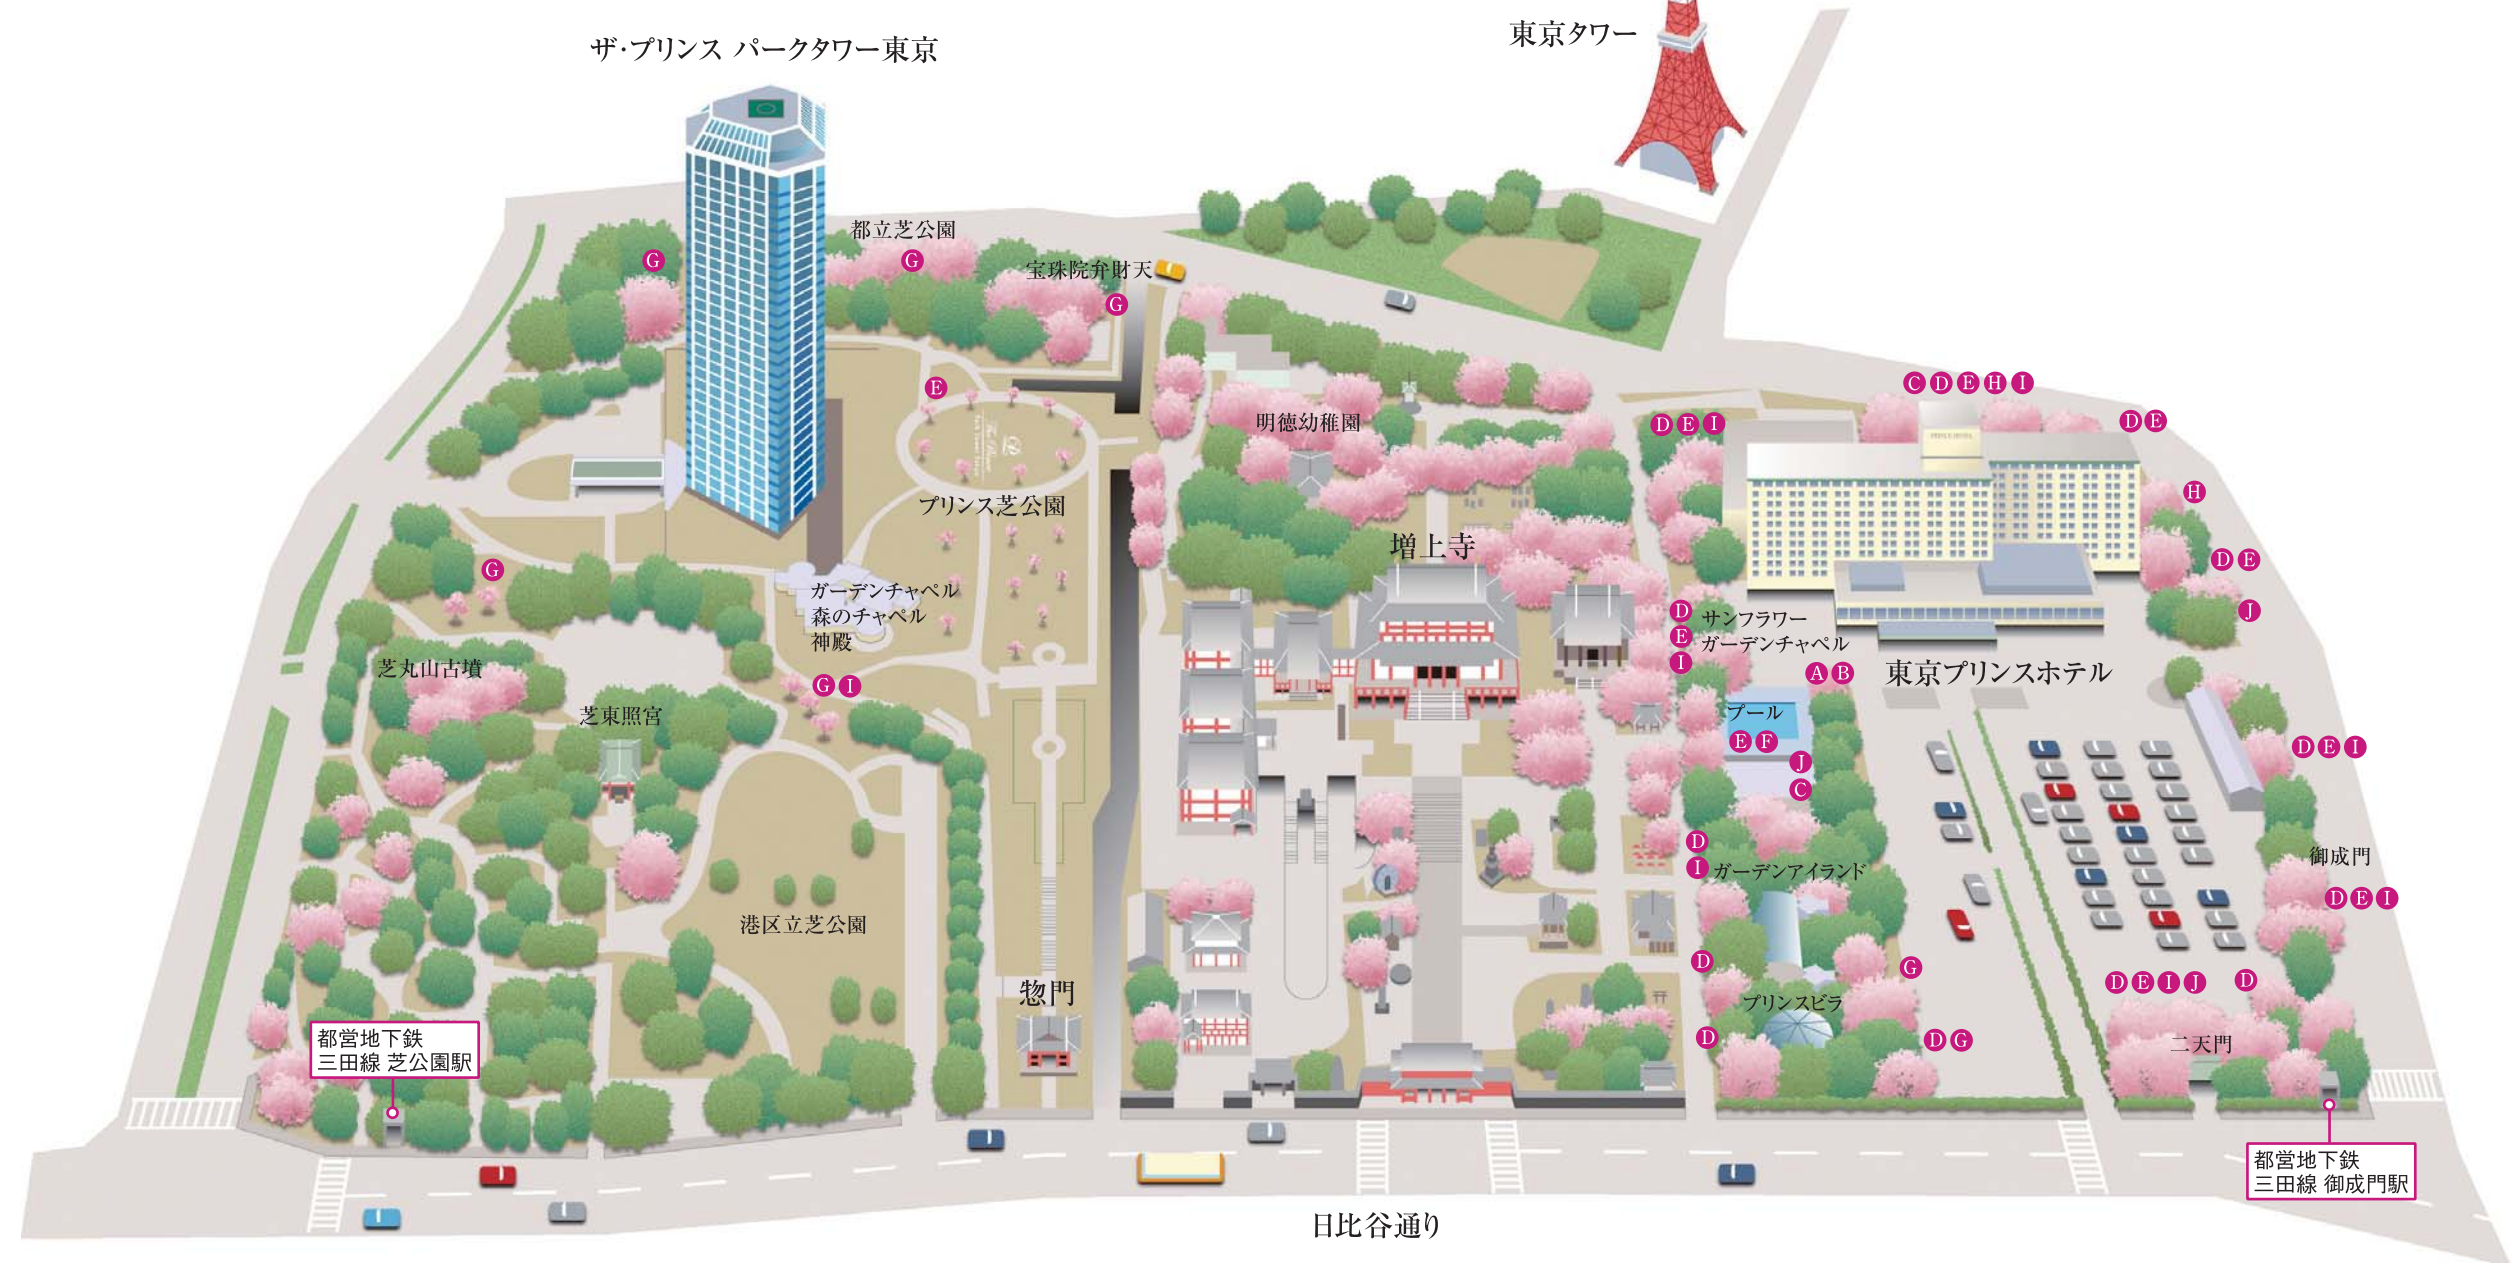 ザ・プリンス パークタワー東京
東京タワー
都立芝公園
G
G
宝珠院弁財天
G
E
C D E H I
D E
D E I
明徳幼稚園
PRINCE HOTEL
H
プリンス芝公園
増上寺
D E
G
ガーデンチャペル
森のチャペル
神殿
D
E
I
サンフラワー
ガーデンチャペル
J
芝丸山古墳
G I
A B
東京プリンスホテル
芝東照宮
プール
E F
J
C
D E I
D
I
ガーデンアイランド
御成門
D E I
港区立芝公園
D
G
惣門
プリンスビラ
D E I J
D
都営地下鉄
三田線 芝公園駅
D
D G
二天門
都営地下鉄
三田線 御成門駅
日比谷通り